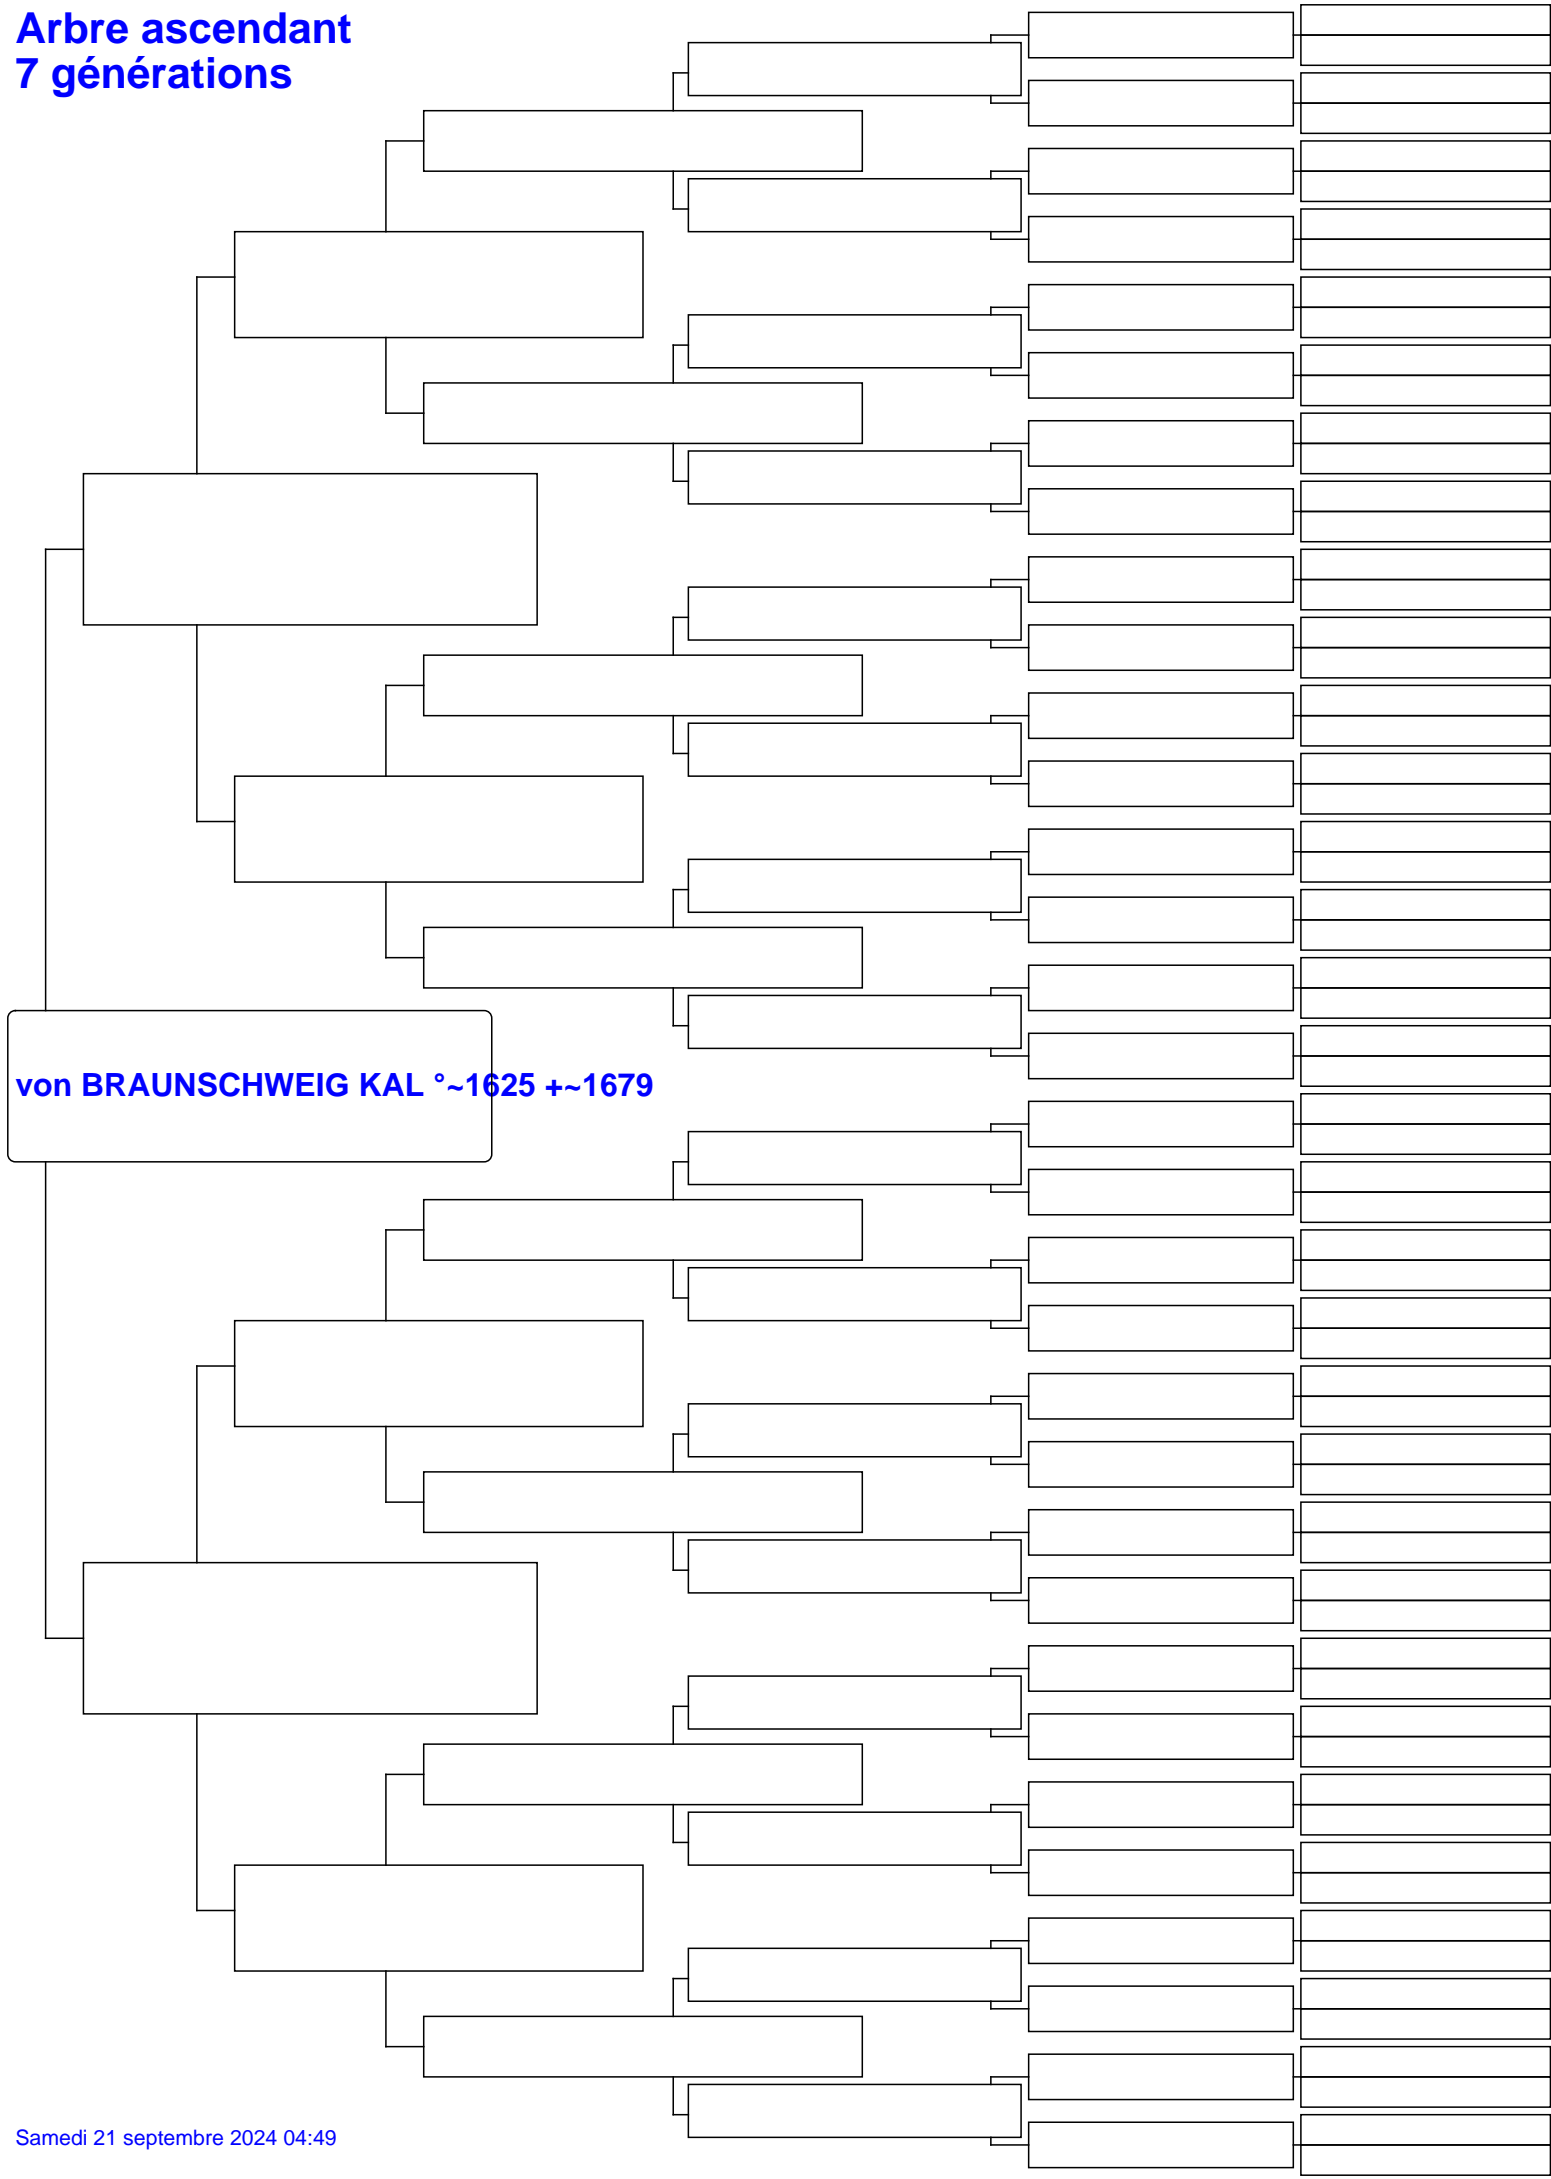 Arbre ascendant
7 générations
von BRAUNSCHWEIG KAL °~1625 +~1679
Samedi 21 septembre 2024 04:49